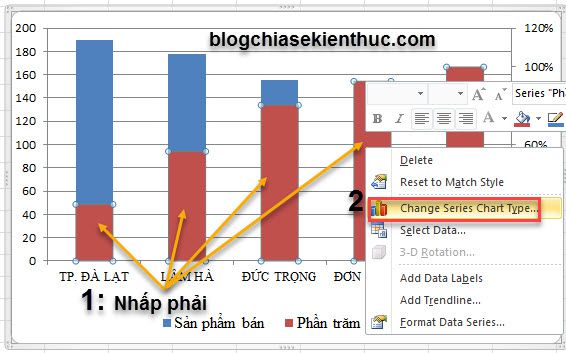 blogchiasekienthuc.com
200
180
160
140
120
100
80
60
40
20
0
120%
100%
60%
Series "Ph
A A
B I A
Delete
Reset to Match Style
2
Change Series Chart Type...
Select Data...
3-D Rotation...
Add Data Labels
Add Trendline...
Format Data Series...
TP. ĐÀ LẠT LÂM HÀ ĐỨC TRỌNG ĐƠN
1: Nhấp phải
Sản phẩm bán Phần trăm